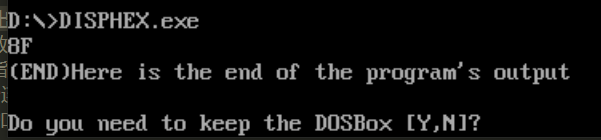 D:\>DISPHEX.exe
8F
(END)Here is the end of the program's output
Do you need to keep the DOSBox [Y,N]?